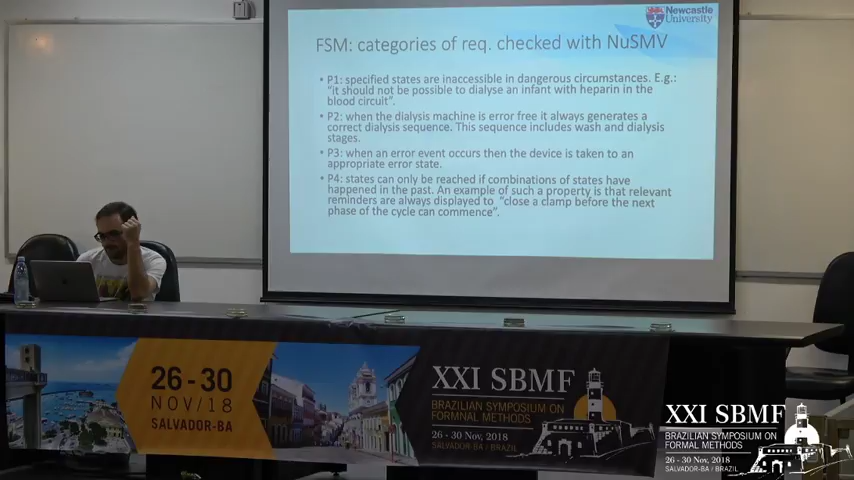 Newcastle
University
FSM: categories of req. checked with NuSMV
• P1: specified states are inaccessible in dangerous circumstances. E.g.:
"it should not be possible to dialyse an infant with heparin in the
blood circuit".
• P2: when the dialysis machine is error free it always generates a
correct dialysis sequence. This sequence includes wash and dialysis
stages.
• P3: when an error event occurs then the device is taken to an
appropriate error state.
• P4: states can only be reached if combinations of states have
happened in the past. An example of such a property is that relevant
reminders are always displayed to "close a clamp before the next
phase of the cycle can commence".
26-30
NOV/18
SALVADOR-BA
XXI SBMF
BRAZILIAN SYMPOSIUM ON
FORMNAL METHODS
26 - 30 Nov, 2018
SALVADOR-BA / BRAZIL
XXI SBMF
BRAZILIAN SYMPOSIUM ON
FORMAL METHODS
26 - 30 Nov, 2018
SALVADOR-BA / BRAZIL